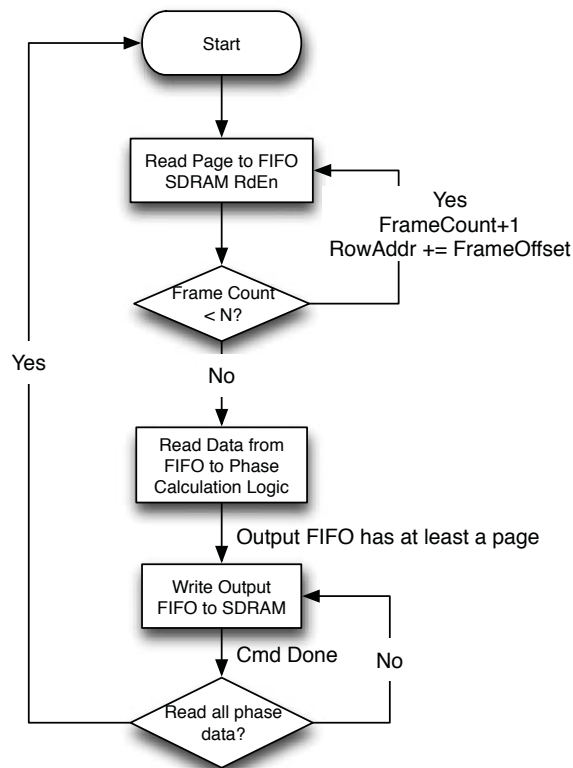 Start
Read Page to FIFO
SDRAM RdEn
Yes
FrameCount+1
RowAddr += FrameOffset
Frame Count
< N?
Yes
No
Read Data from
FIFO to Phase
Calculation Logic
Output FIFO has at least a page
Write Output
FIFO to SDRAM
Cmd Done
No
Read all phase
data?